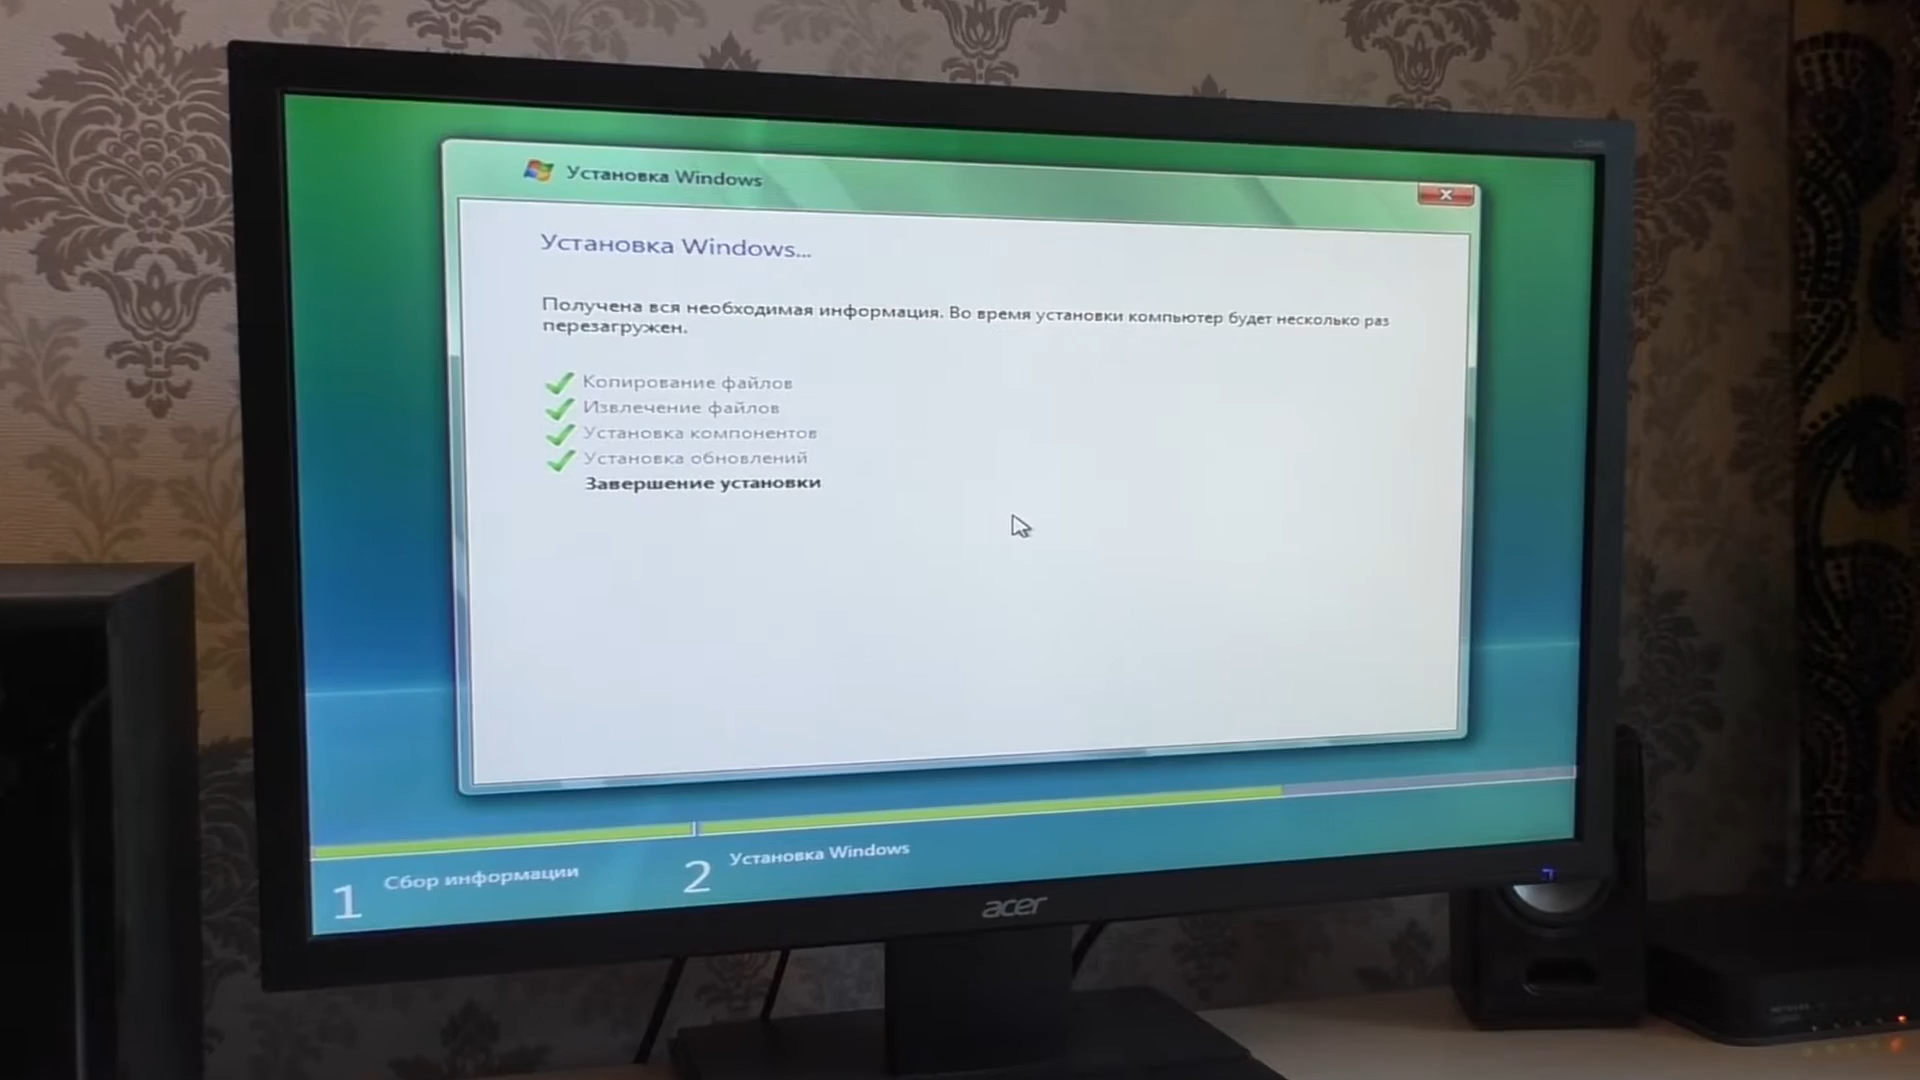 Установка Windows
Установка Windows...
Получена вся необходимая информация. Во время установки компьютер будет несколько раз
перезагружен.
Копирование файлов
Извлечение файлов
Установка компонентов
Установка обновлений
Завершение установки
1 Сбор информации
2 Установка Windows
acer